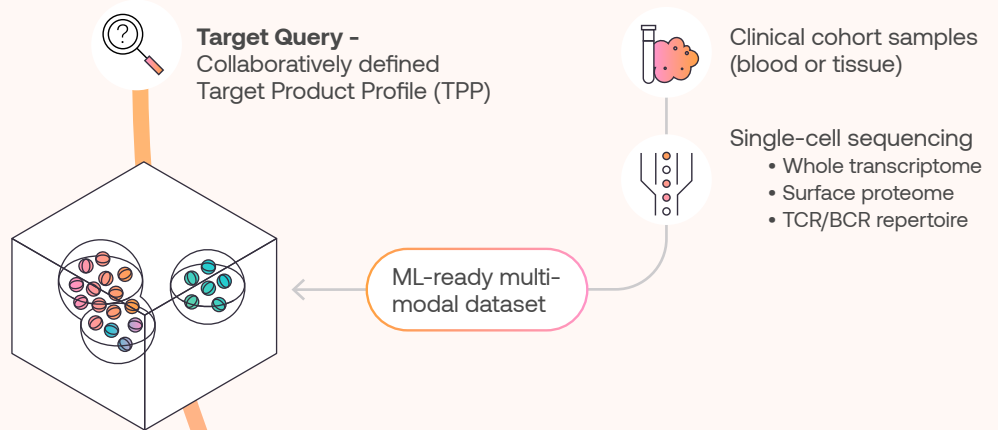 ?
Target Query -
Collaboratively defined
Target Product Profile (TPP)
Clinical cohort samples
(blood or tissue)
Single-cell sequencing
• Whole transcriptome
• Surface proteome
• TCR/BCR repertoire
ML-ready multi-
modal dataset